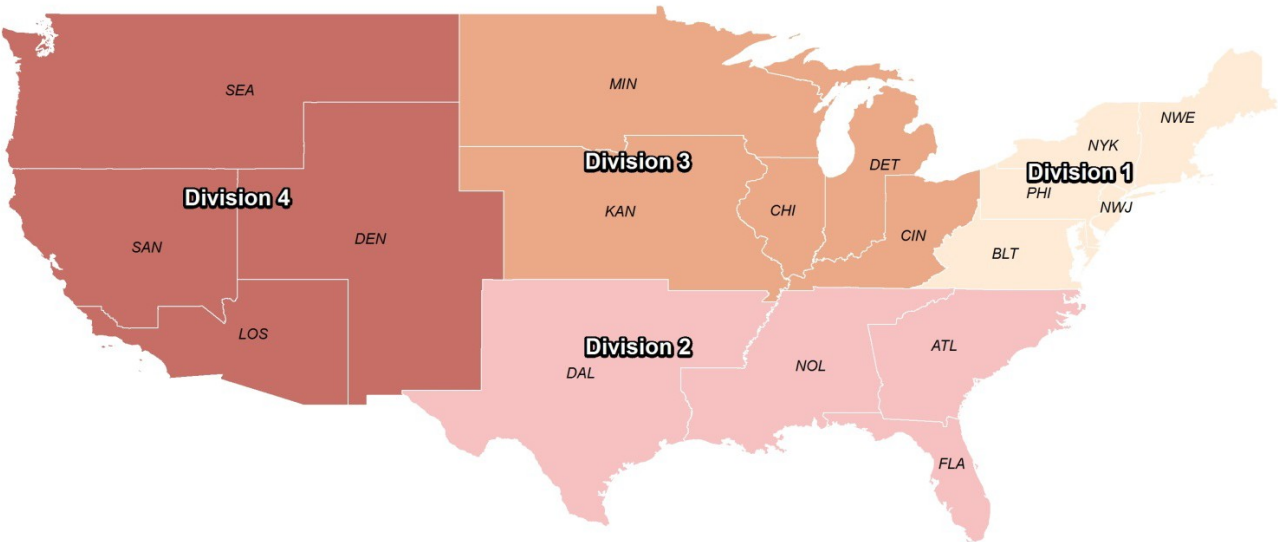 SEA
MIN
NWE
NYK
DET
Division 3
Division 1
PHI
Division 4
NWJ
KAN
CHI
CIN
SAN
DEN
BLT
LOS
Division 2
ATL
NOL
DAL
FLA